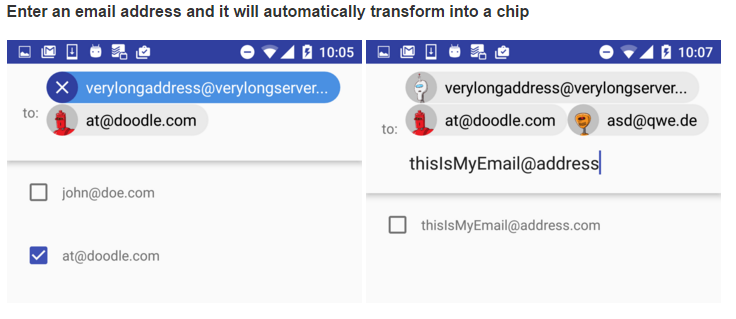 Enter an email address and it will automatically transform into a chip
10:05
verylongaddress@verylongserver...
to:
at@doodle.com
john@doe.com
at@doodle.com
10:07
verylongaddress@verylongserver...
to:
at@doodle.com
asd@qwe.de
thisIsMyEmail@address
thisIsMyEmail@address.com